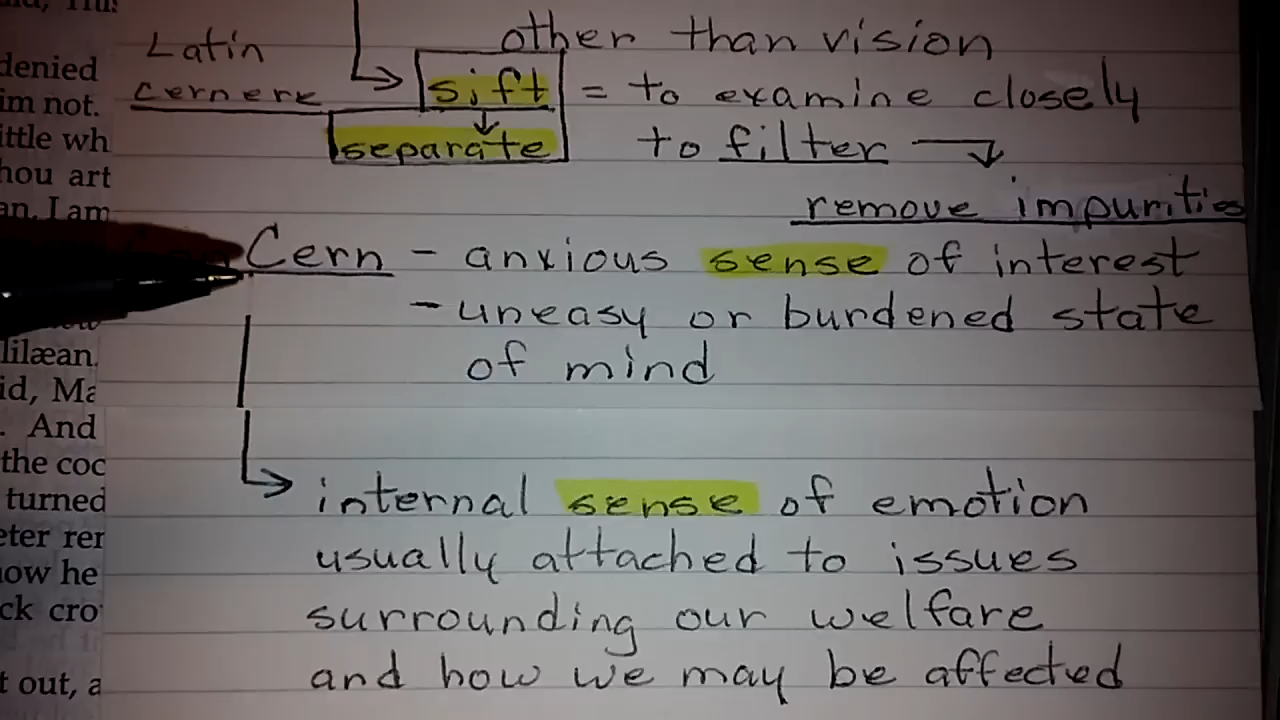 Latin
other than vision
denied
cernere
sift = to examine closely
im not.
ittle wh
separate
to filter
hou art
an, I am
remove impurities
Cern - anxious sense of interest
- uneasy or burdened state
lilæan.
of mind
id, Ma
. And
the coc
internal sense of emotion
turned
eter rer
usually attached to issues
now he
ck cro
surrounding our welfare
and how we may be affected
t out, a